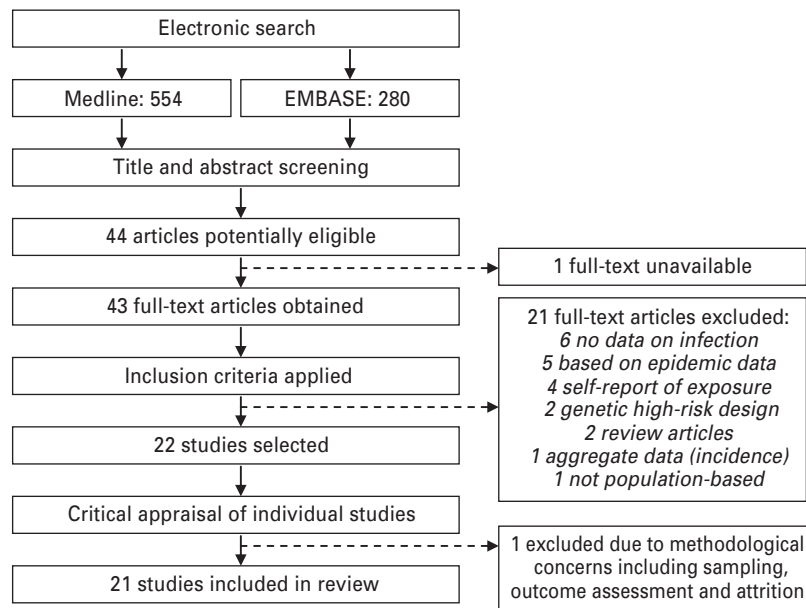 Electronic search
Medline: 554
EMBASE: 280
Title and abstract screening
44 articles potentially eligible
1 full-text unavailable
43 full-text articles obtained
21 full-text articles excluded:
6 no data on infection
5 based on epidemic data
4 self-report of exposure
2 genetic high-risk design
2 review articles
1 aggregate data (incidence)
1 not population-based
Inclusion criteria applied
22 studies selected
Critical appraisal of individual studies
1 excluded due to methodological
concerns including sampling,
outcome assessment and attrition
21 studies included in review